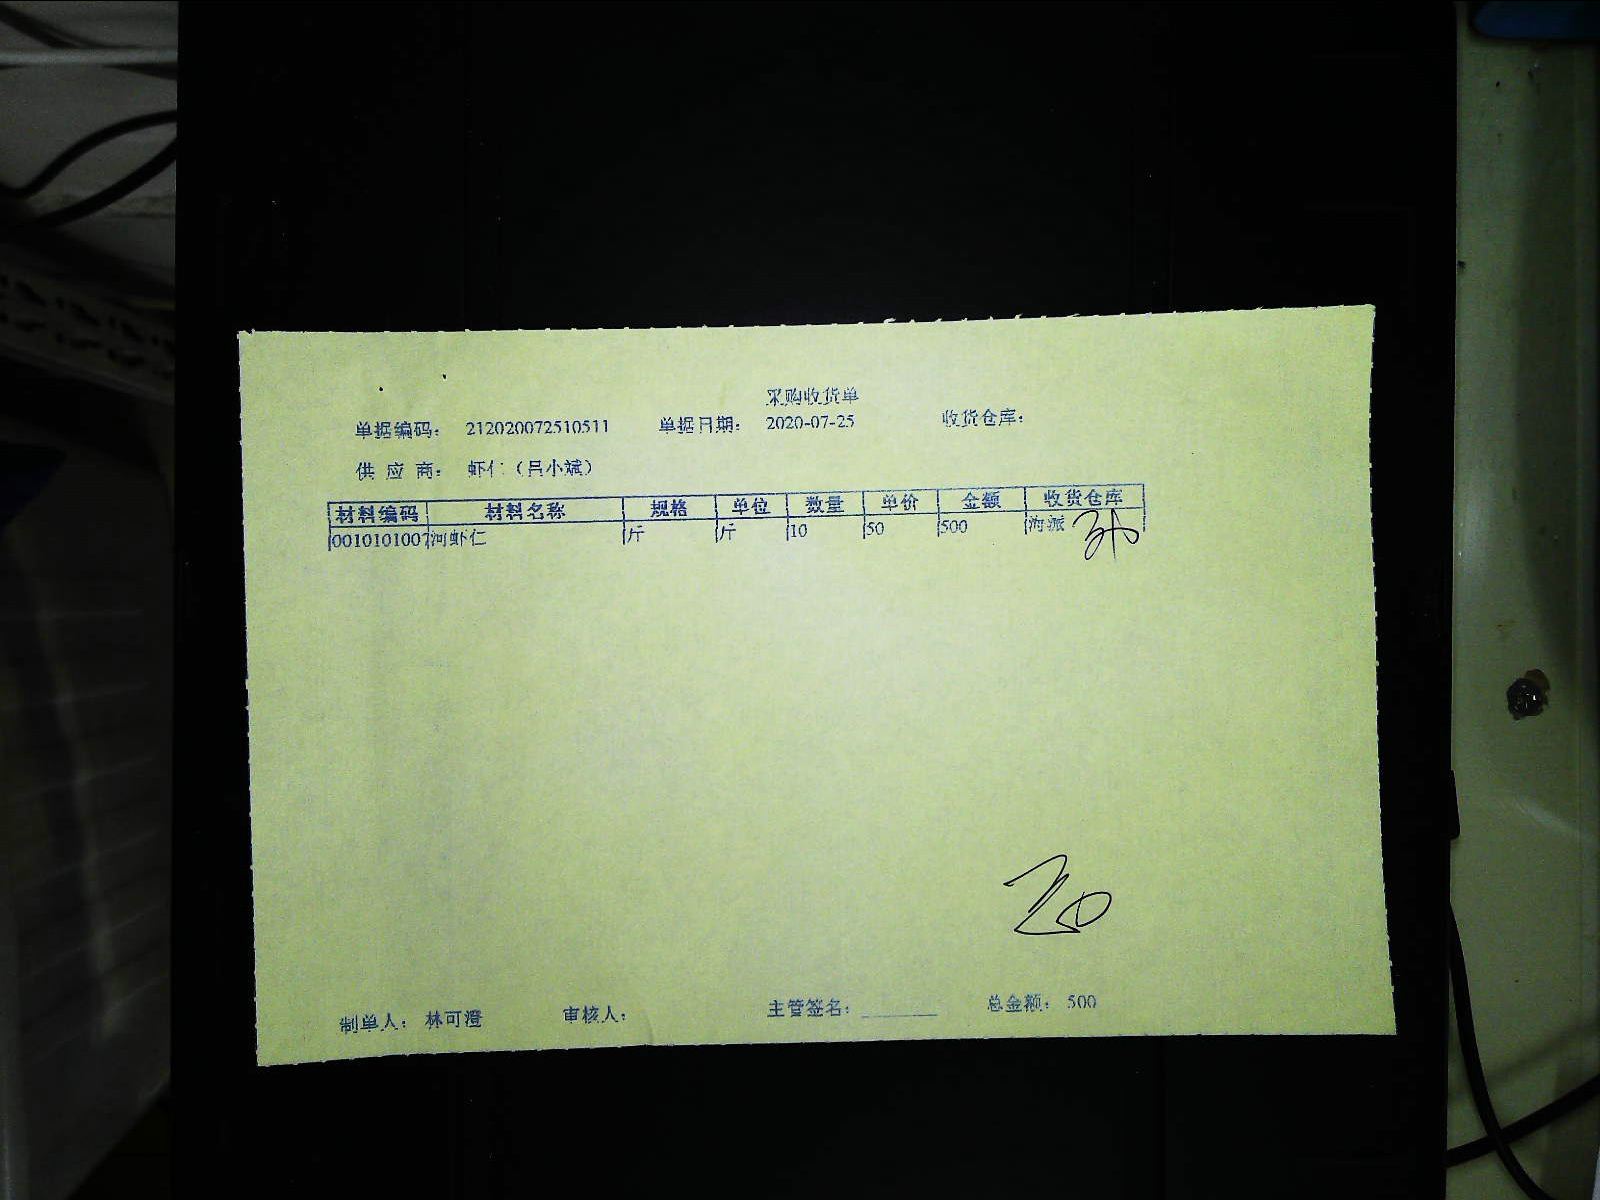 采购收货单
单据编码： 212020072510511 单据日期： 2020-07-25 收货仓库：
供 应 商： 虾仁（吕小斌）
材料编码 材料名称 规格 单位 数量 单价 金额 收货仓库
0010101007 河虾仁 斤 斤 10 50 500 海派
制单人： 林可澄 审核人： 主管签名： 总金额： 500